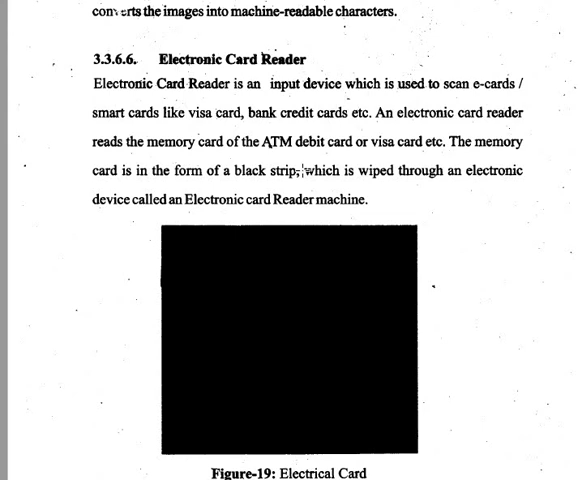 converts the images into machine-readable characters.
3.3.6.6. Electronic Card Reader
Electronic Card Reader is an input device which is used to scan e-cards /
smart cards like visa card, bank credit cards etc. An electronic card reader
reads the memory card of the ATM debit card or visa card etc. The memory
card is in the form of a black strip, which is wiped through an electronic
device called an Electronic card Reader machine.
Figure-19: Electrical Card